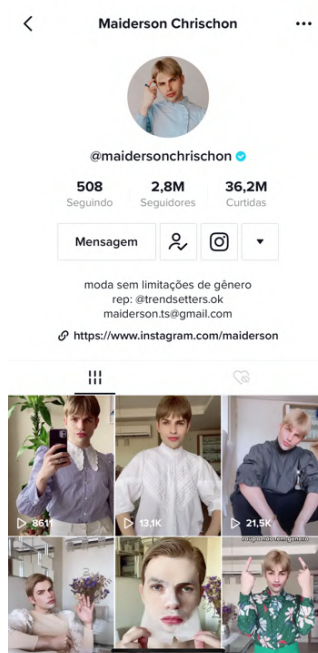 Maiderson Chrischon
@maidersonchrischon
508 2,8M 36,2M
Seguindo Seguidores Curtidas
Mensagem
moda sem limitações de gênero
rep: @trendsetters.ok
maiderson.ts@gmail.com
https://www.instagram.com/maiderson
8611 13,1K 21,5K